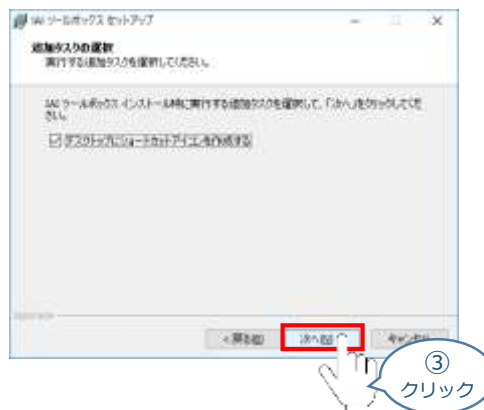 IAI ツールボックス セットアップ
追加タスクの選択
実行する追加タスクを選択してください。
IAI ツールボックス インストール時に実行する追加タスクを選択して、「次へ」をクリックしてくだ
さい。
デスクトップにショートカットアイコンを作成する
Japanese
< 戻る(B)
次へ(N)
キャンセル
③
クリック